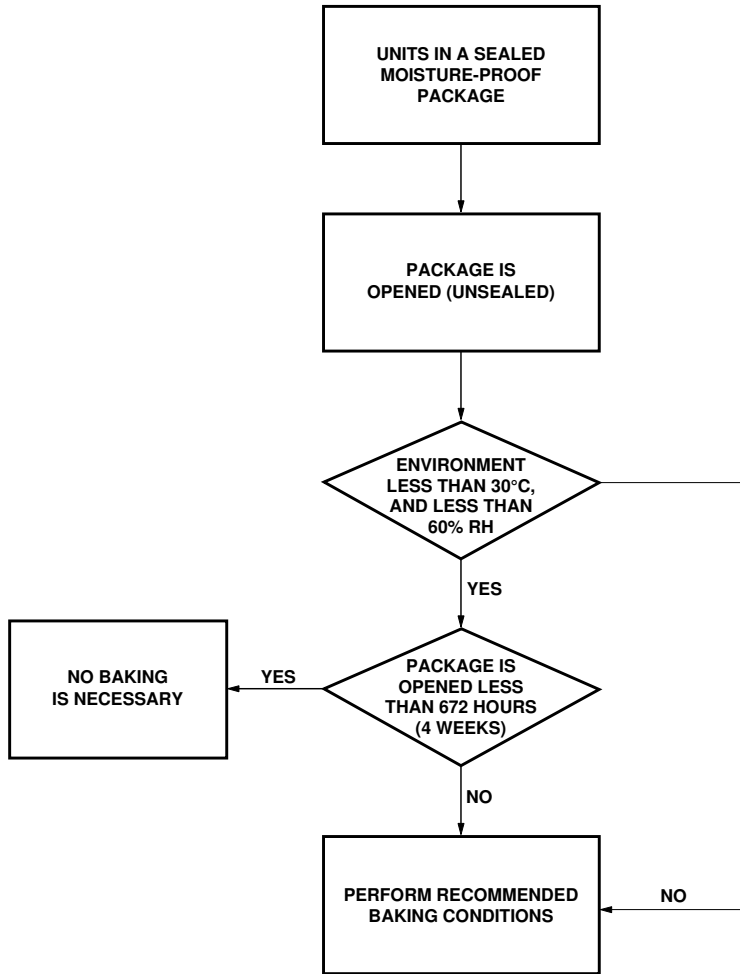 UNITS IN A SEALED
MOISTURE-PROOF
PACKAGE
PACKAGE IS
OPENED (UNSEALED)
ENVIRONMENT
LESS THAN 30°C,
AND LESS THAN
60% RH
YES
NO BAKING
IS NECESSARY
YES
PACKAGE IS
OPENED LESS
THAN 672 HOURS
(4 WEEKS)
NO
PERFORM RECOMMENDED
BAKING CONDITIONS
NO